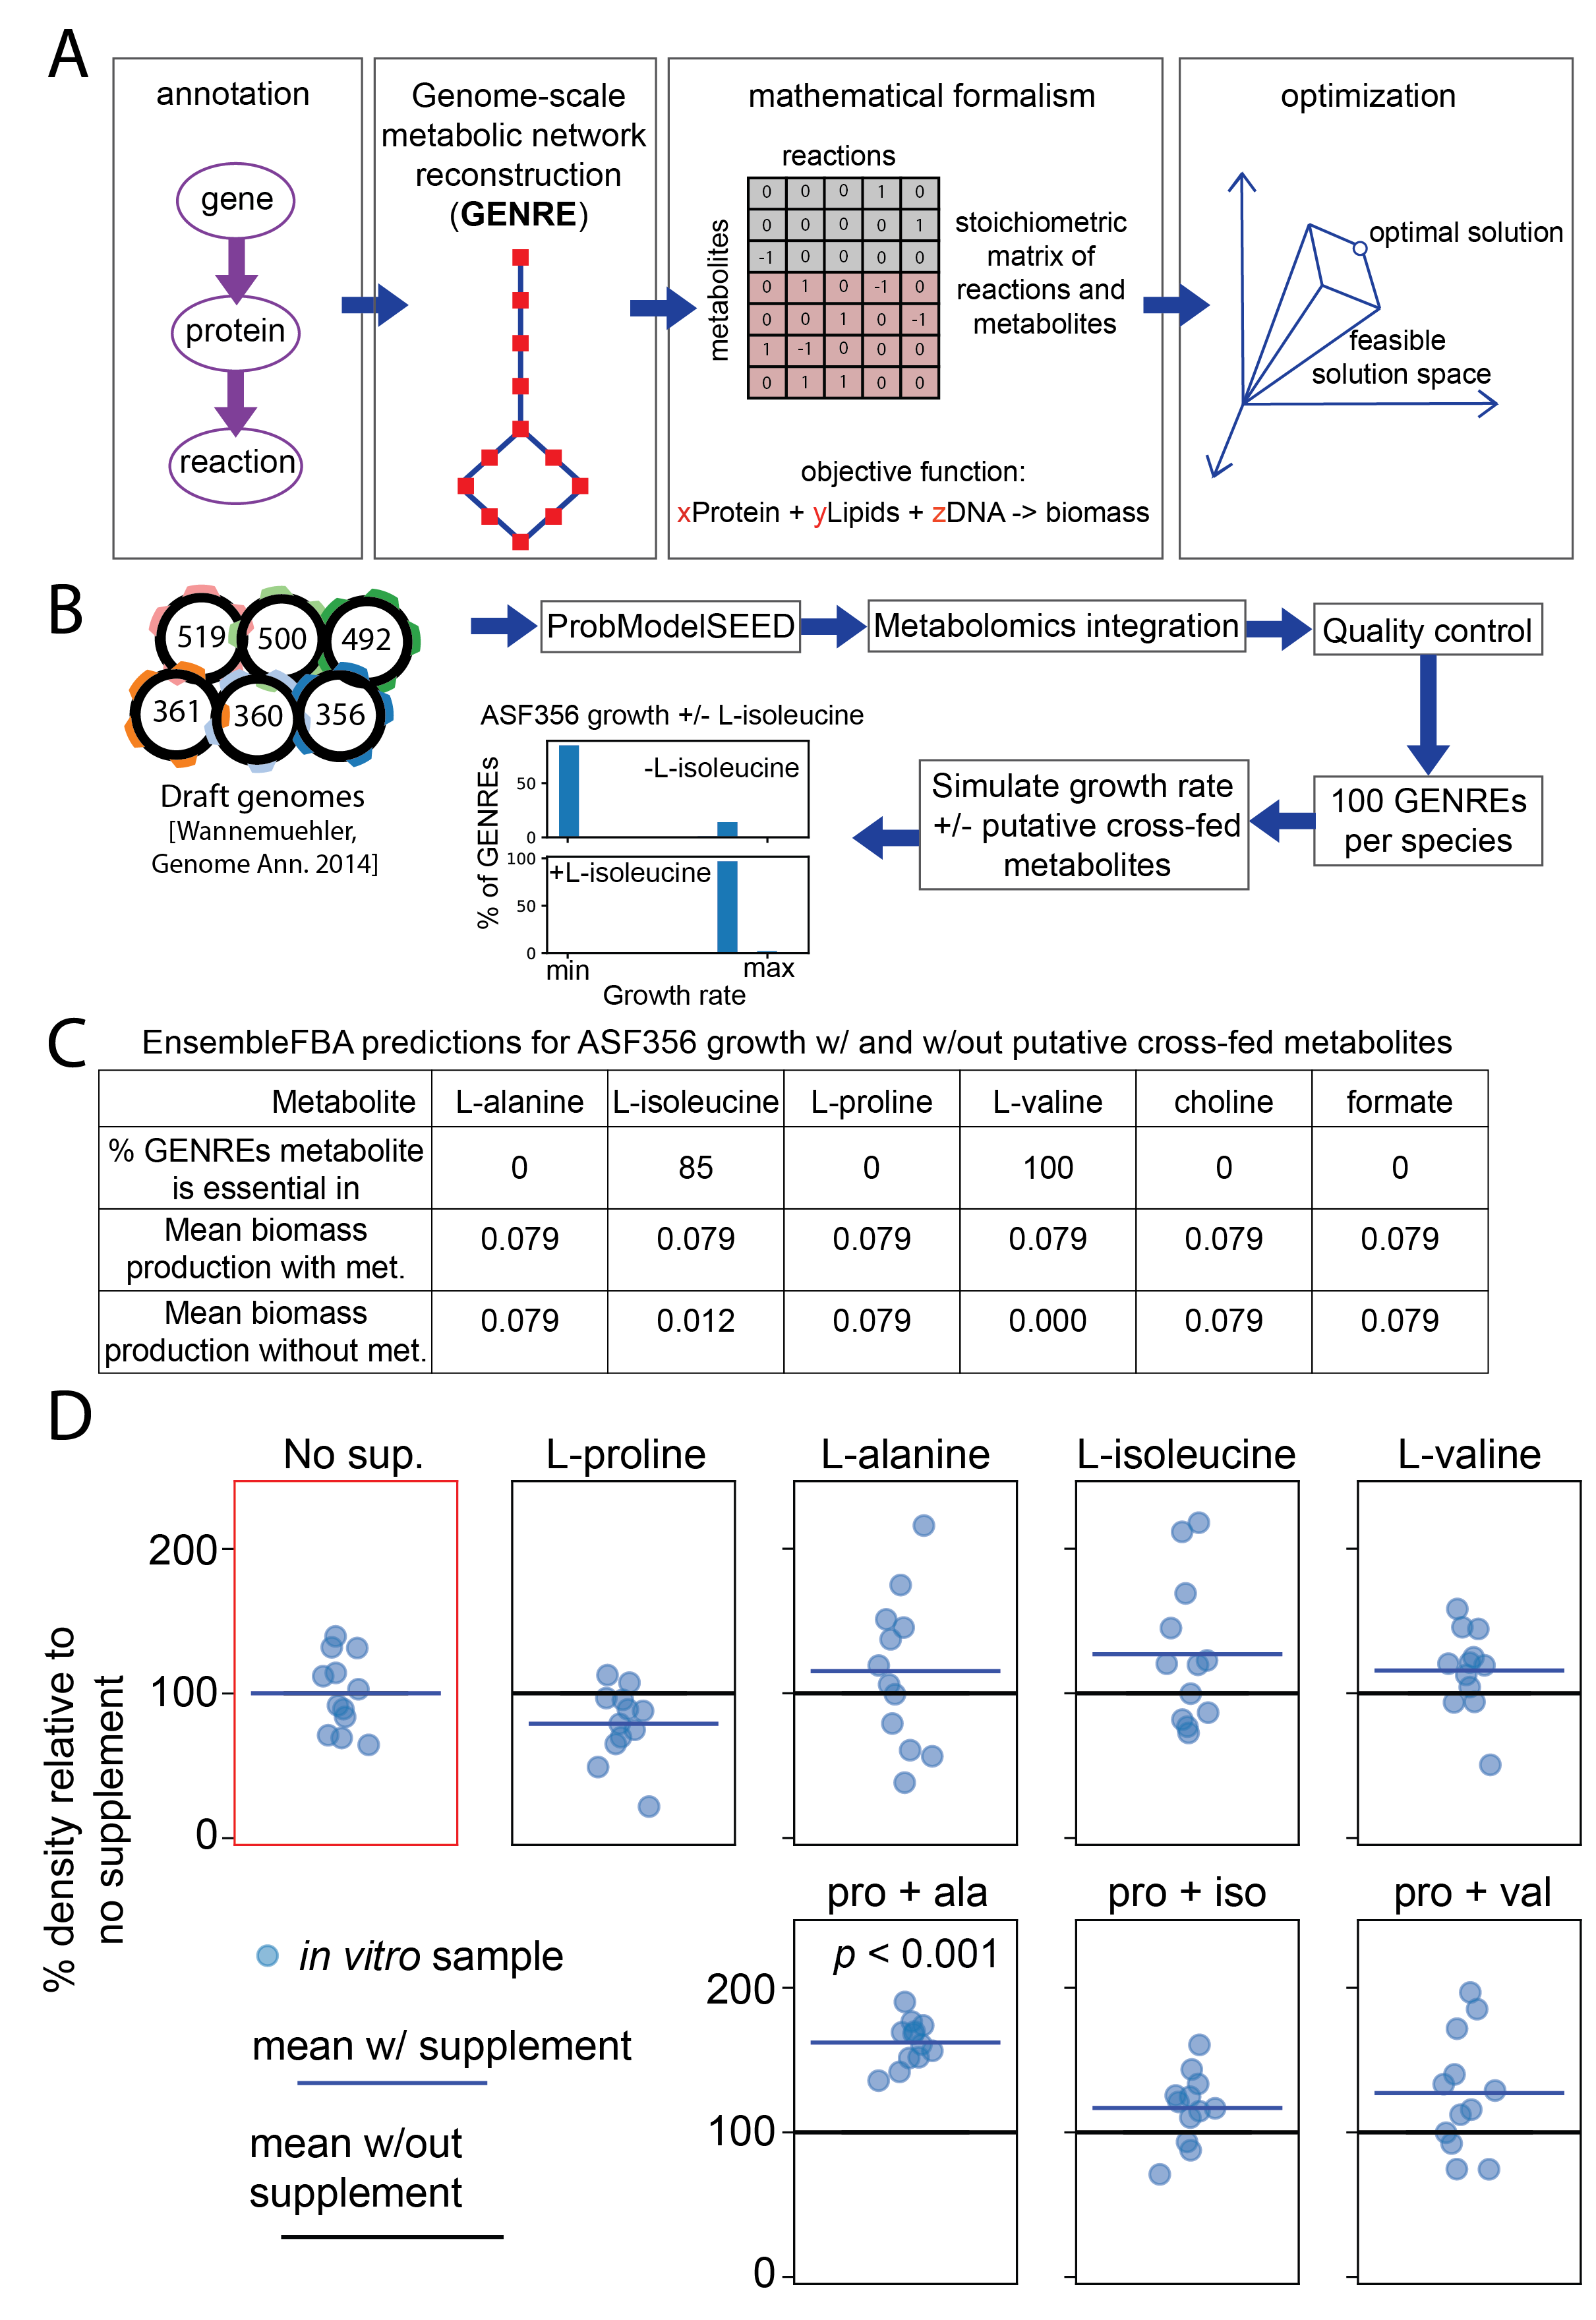 A
annotation
gene
protein
reaction
Genome-scale
metabolic network
reconstruction
(GENRE)
mathematical formalism
reactions
metabolites
0 0 0 1 0
0 0 0 0 1
-1 0 0 0 0
0 1 0 -1 0
0 0 1 0 -1
1 -1 0 0 0
0 1 1 0 0
stoichiometric
matrix of
reactions and
metabolites
objective function:
xProtein + yLipids + zDNA -> biomass
optimization
optimal solution
feasible
solution space
B
519 500 492
361 360 356
Draft genomes
[Wannemuehler,
Genome Ann. 2014]
ProbModelSEED
Metabolomics integration
Quality control
100 GENREs
per species
Simulate growth rate
+/- putative cross-fed
metabolites
ASF356 growth +/- L-isoleucine
% of GENREs
50
0
-L-isoleucine
100
50
0
+L-isoleucine
min max
Growth rate
C
EnsembleFBA predictions for ASF356 growth w/ and w/out putative cross-fed metabolites
Metabolite L-alanine L-isoleucine L-proline L-valine choline formate
% GENREs metabolite
is essential in
0 85 0 100 0 0
Mean biomass
production with met.
0.079 0.079 0.079 0.079 0.079 0.079
Mean biomass
production without met.
0.079 0.012 0.079 0.000 0.079 0.079
D
% density relative to
no supplement
No sup. L-proline L-alanine L-isoleucine L-valine
200
100
0
pro + ala pro + iso pro + val
p < 0.001
200
100
0
in vitro sample
mean w/ supplement
mean w/out
supplement